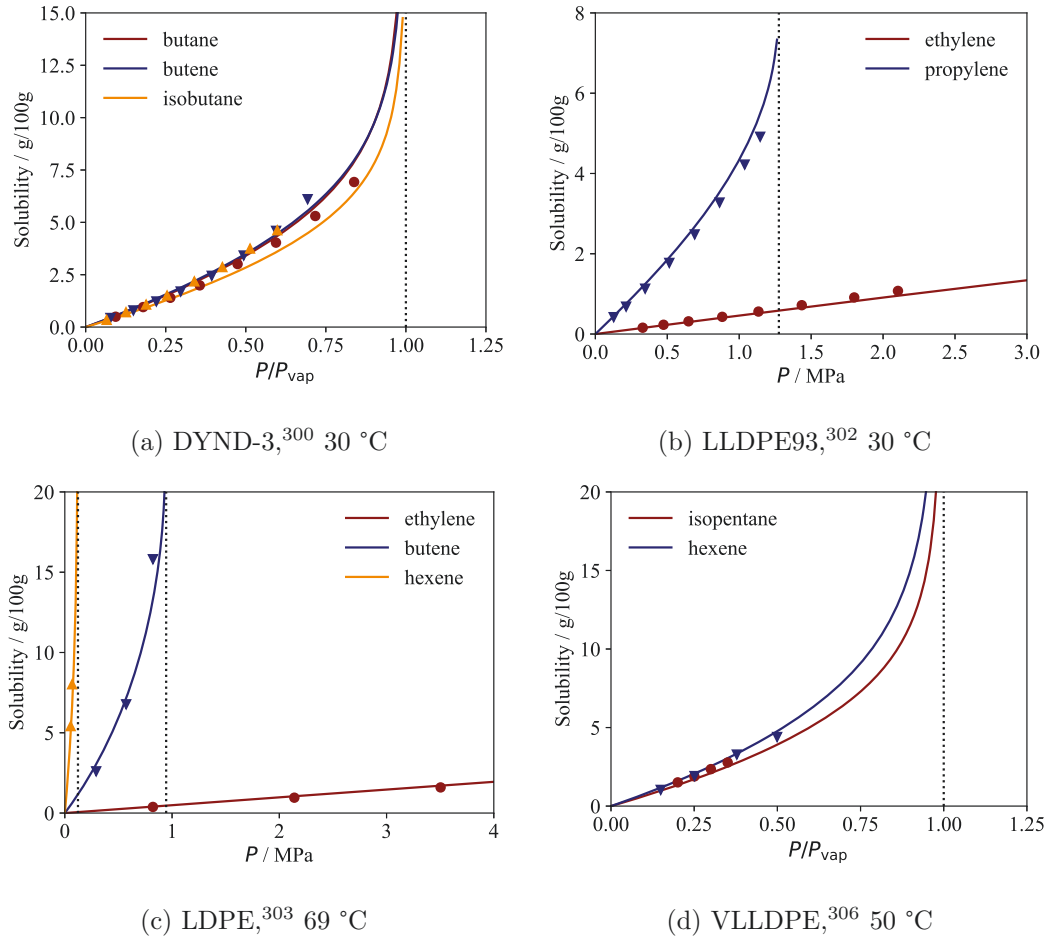 Solubility / g/100g
15.0
12.5
10.0
7.5
5.0
2.5
0.0
butane
butene
isobutane
0.00 0.25 0.50 0.75 1.00 1.25
P/Pvap
(a) DYND-3,300 30 °C
Solubility / g/100g
8
6
4
2
0
ethylene
propylene
0.0 0.5 1.0 1.5 2.0 2.5 3.0
P / MPa
(b) LLDPE93,302 30 °C
Solubility / g/100g
20
15
10
5
0
ethylene
butene
hexene
0 1 2 3 4
P / MPa
(c) LDPE,303 69 °C
Solubility / g/100g
20
15
10
5
0
isopentane
hexene
0.00 0.25 0.50 0.75 1.00 1.25
P/Pvap
(d) VLLDPE,306 50 °C